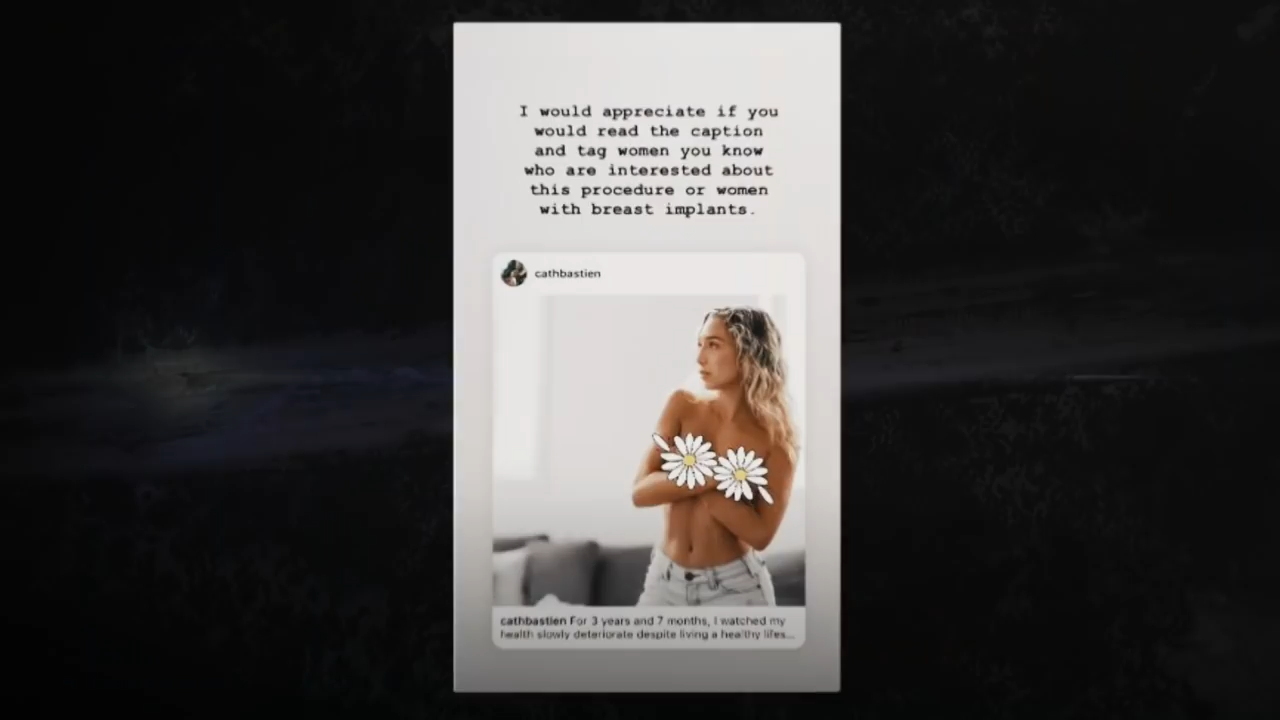 I would appreciate if you
would read the caption
and tag women you know
who are interested about
this procedure or women
with breast implants.
cathbastien
cathbastien For 3 years and 7 months, I watched my
health slowly deteriorate despite living a healthy lifes...